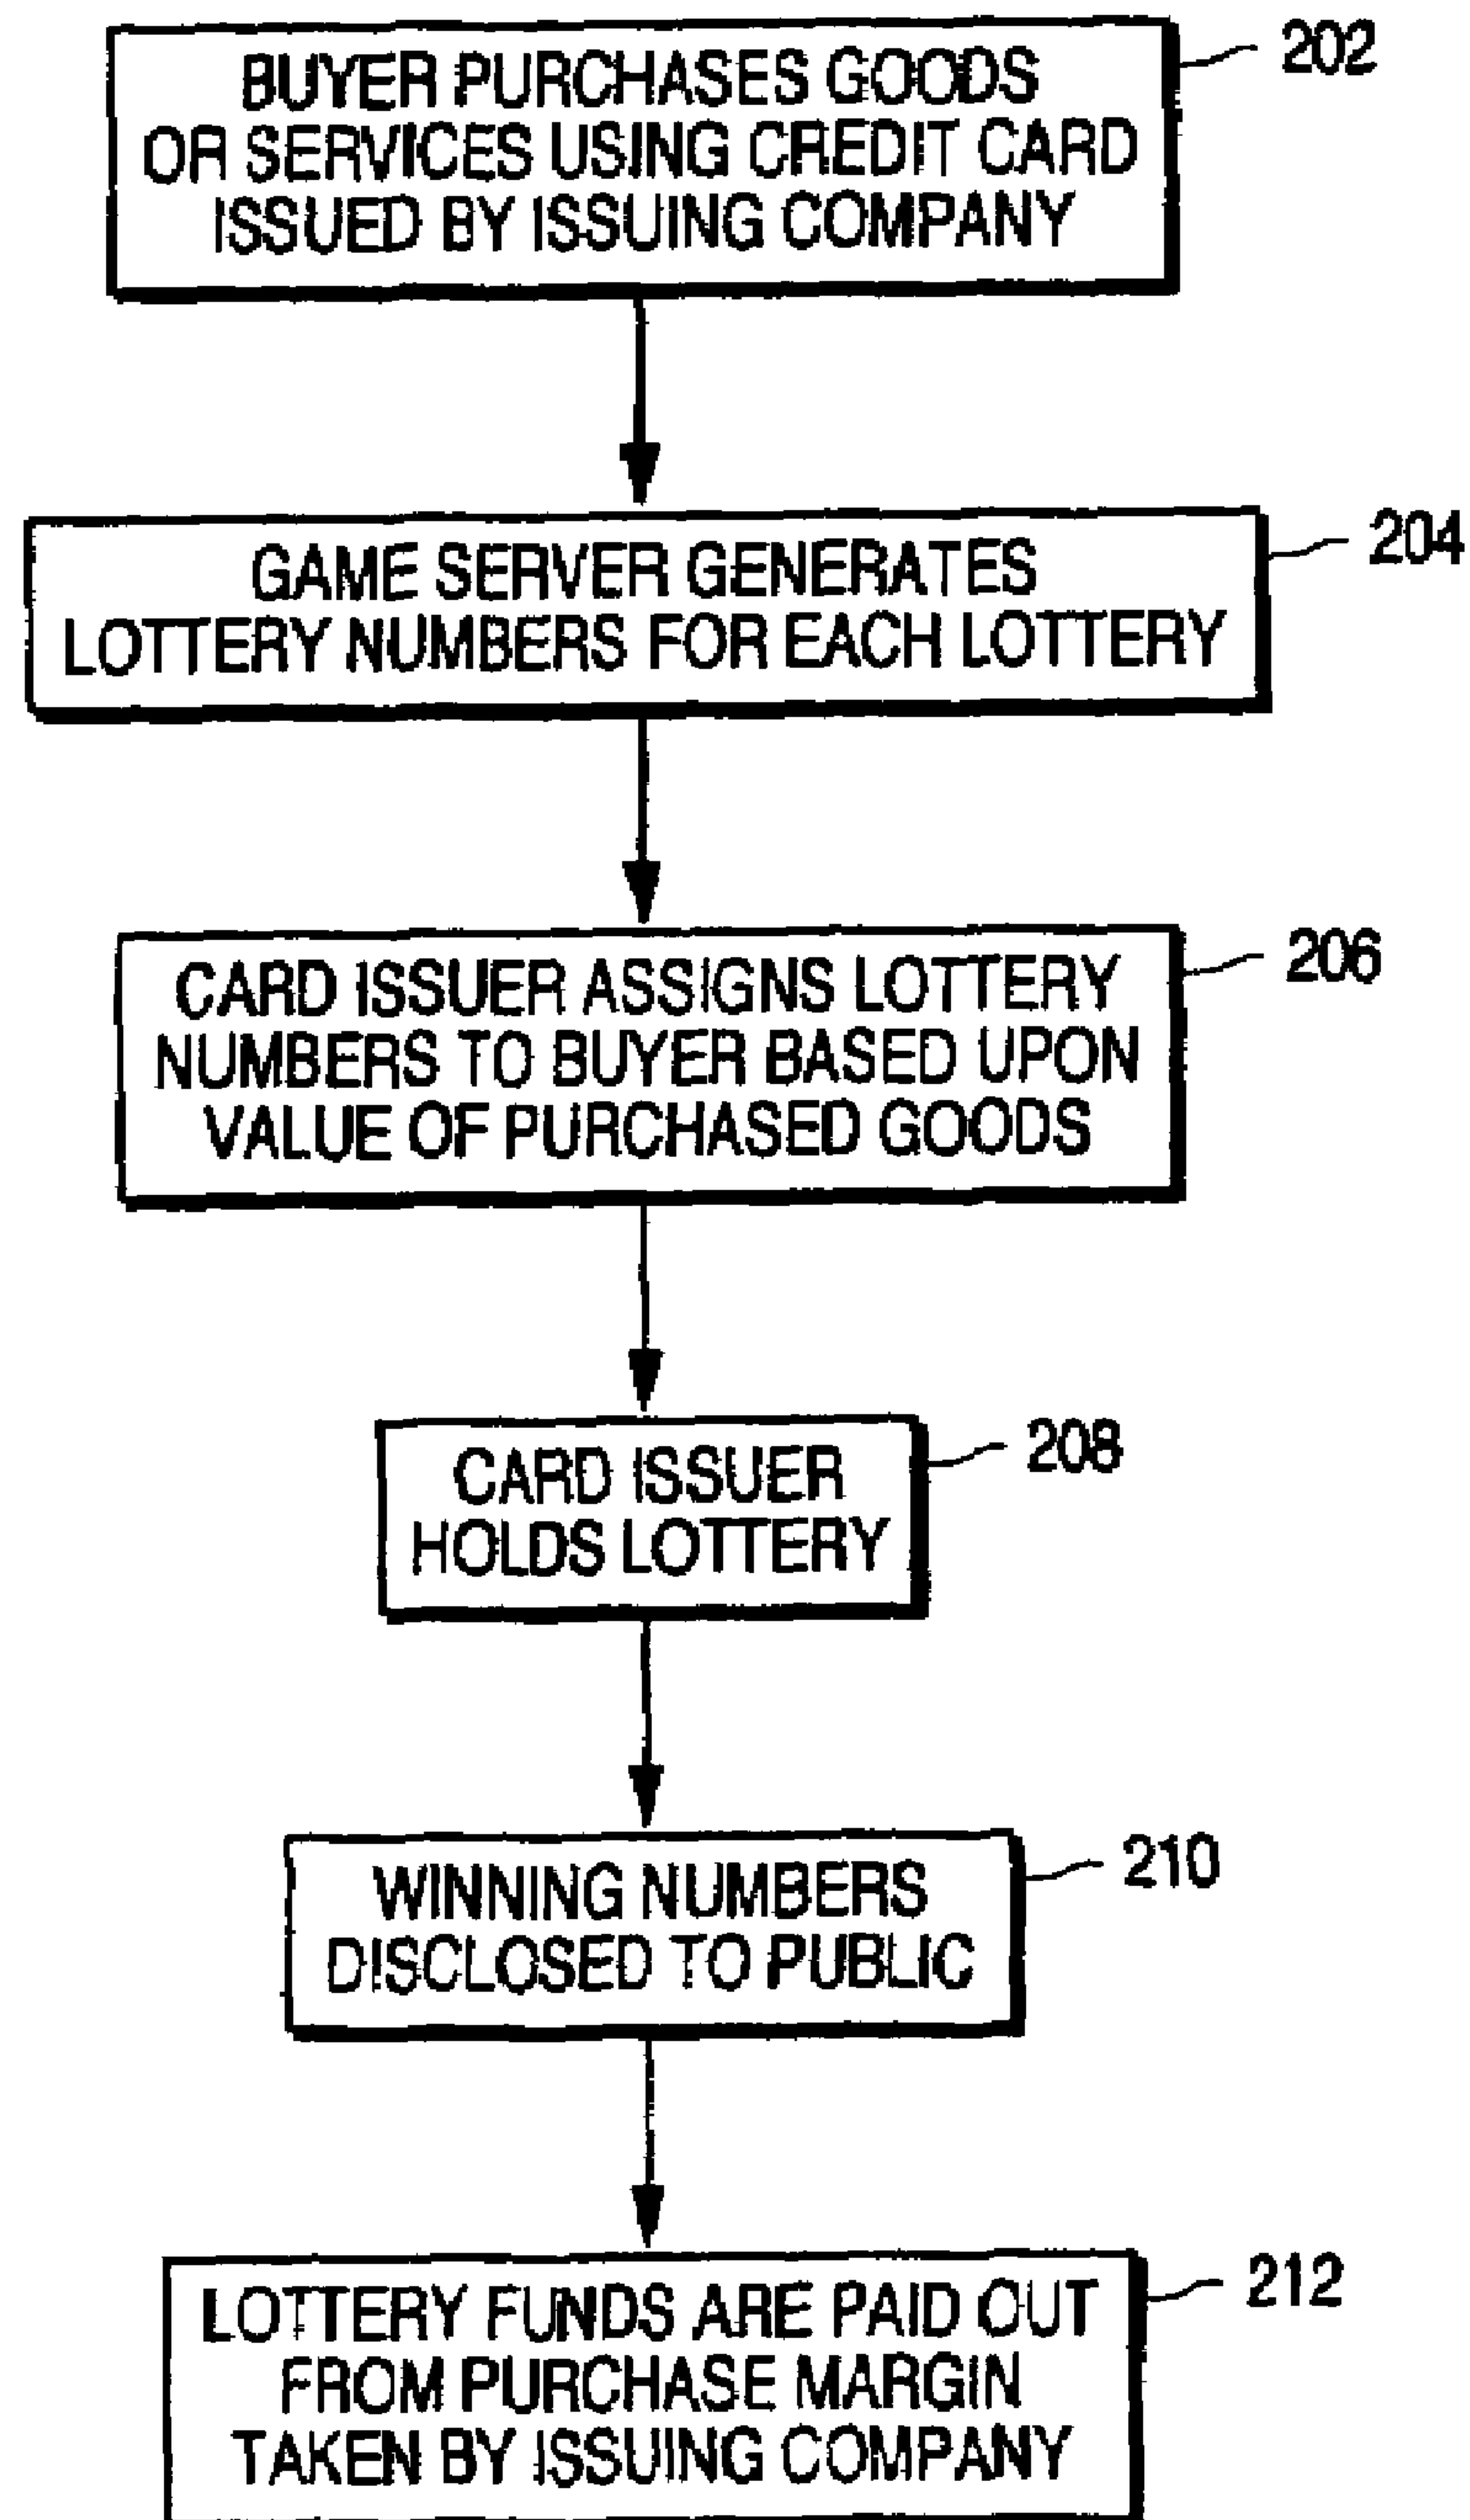 BUYER PURCHASES GOODS
OR SERVICES USING CREDIT CARD
ISSUED BY ISSUING COMPANY
202
GAME SERVER GENERATES
LOTTERY NUMBERS FOR EACH LOTTERY
204
CARD ISSUER ASSIGNS LOTTERY
NUMBERS TO BUYER BASED UPON
VALUE OF PURCHASED GOODS
206
CARD ISSUER
HOLDS LOTTERY
208
WINNING NUMBERS
DISCLOSED TO PUBLIC
210
LOTTERY FUNDS ARE PAID OUT
FROM PURCHASE MARGIN
TAKEN BY ISSUING COMPANY
212